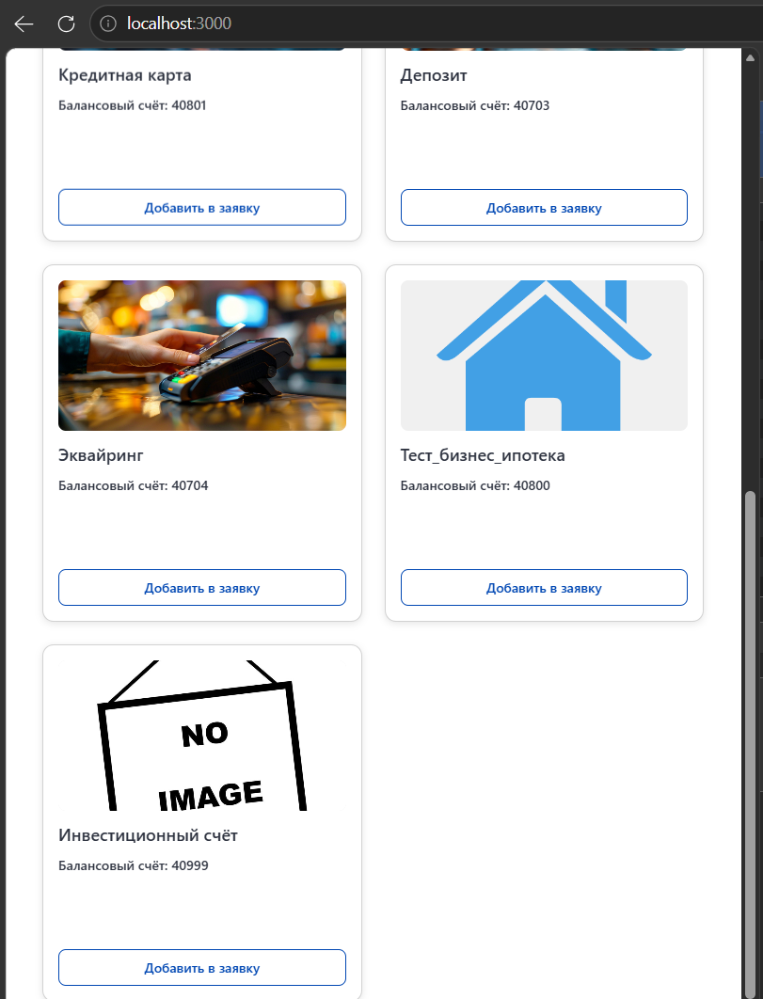 localhost:3000
Кредитная карта
Балансовый счёт: 40801
Добавить в заявку
Депозит
Балансовый счёт: 40703
Добавить в заявку
Эквайринг
Балансовый счёт: 40704
Добавить в заявку
Тест_бизнес_ипотека
Балансовый счёт: 40800
Добавить в заявку
NO
IMAGE
Инвестиционный счёт
Балансовый счёт: 40999
Добавить в заявку